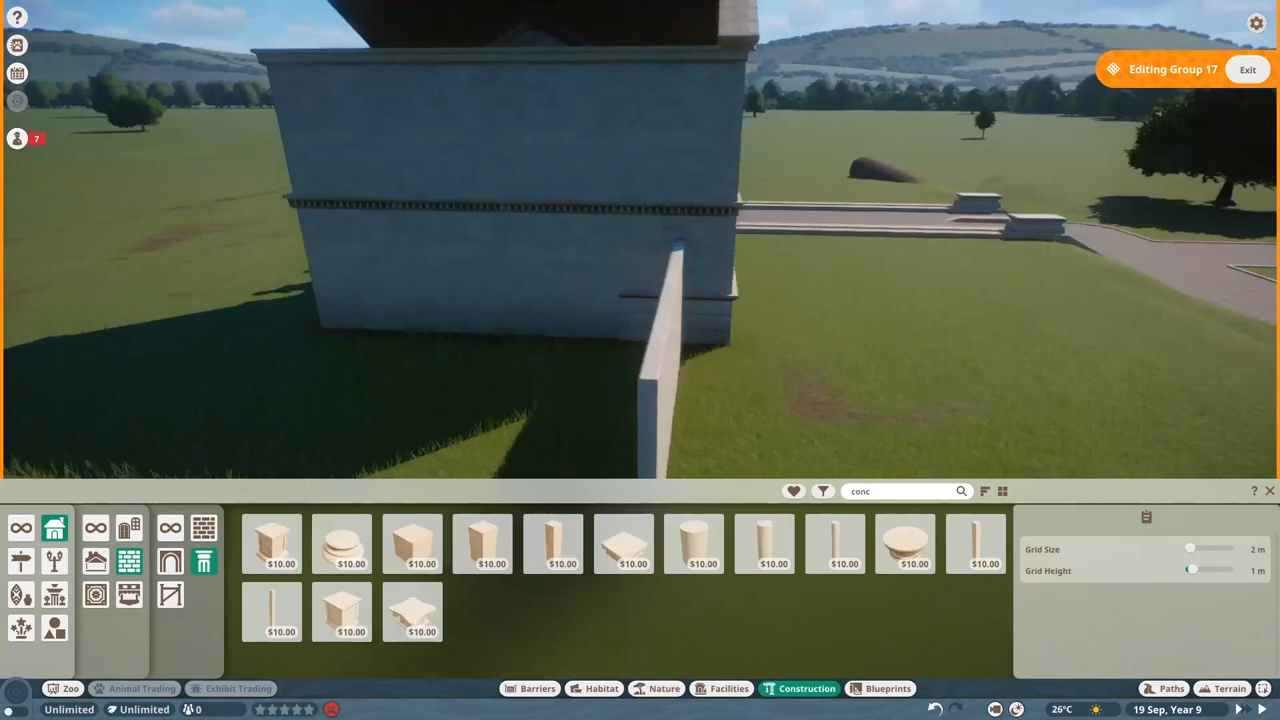 ?
Editing Group 17
Exit
7
conc
?
$10.00 $10.00 $10.00 $10.00 $10.00 $10.00 $10.00 $10.00 $10.00 $10.00 $10.00
$10.00 $10.00 $10.00
Grid Size 2 m
Grid Height 1 m
Zoo Animal Trading Exhibit Trading Barriers Habitat Nature Facilities Construction Blueprints Paths Terrain
Unlimited Unlimited 0 26°C 19 Sep, Year 9